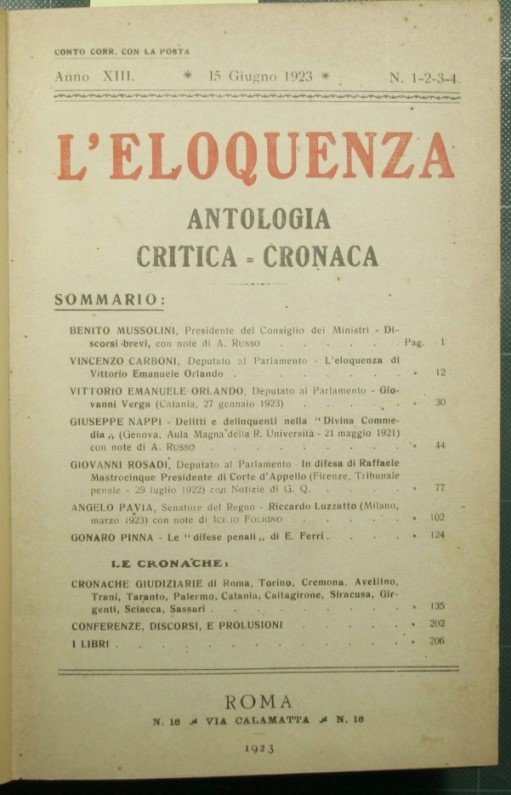 CONTO CORR. CON LA POSTA
Anno XIII. * 15 Giugno 1923 * N. 1-2-3-4.
L'ELOQUENZA
ANTOLOGIA
CRITICA = CRONACA
SOMMARIO:
BENITO MUSSOLINI, Presidente del Consiglio dei Ministri - Di-
scorsi brevi, con note di A. RUSSO . . . . . . Pag. 1
VINCENZO CARBONI, Deputato al Parlamento - L'eloquenza di
Vittorio Emanuele Orlando . . . . . . . » 12
VITTORIO EMANUELE ORLANDO, Deputato al Parlamento - Gio-
vanni Verga (Catania, 27 gennaio 1923) . . . . . » 30
GIUSEPPE NAPPI - Delitti e delinquenti nella "Divina Comme-
dia„ (Genova, Aula Magna della R. Università - 21 maggio 1921)
con note di A. RUSSO . . . . . . . . » 44
GIOVANNI ROSADI, Deputato al Parlamento - In difesa di Raffaele
Mastrocinque Presidente di Corte d'Appello (Firenze, Tribunale
penale - 29 luglio 1922) con Notizie di G. Q. . . . . » 77
ANGELO PAVIA, Senatore del Regno - Riccardo Luzzatto (Milano,
marzo 1923) con note di ICILIO FOLIGNO . . . . . » 102
GONARO PINNA - Le "difese penali„ di E. Ferri . . . . » 124
LE CRONACHE:
CRONACHE GIUDIZIARIE di Roma, Torino, Cremona, Avellino,
Trani, Taranto, Palermo, Catania, Caltagirone, Siracusa, Gir-
genti, Sciacca, Sassari . . . . . . . . » 135
CONFERENZE, DISCORSI, E PROLUSIONI . . . . . » 202
I LIBRI . . . . . . . . . . . » 206
ROMA
N. 16 VIA CALAMATTA N. 16
1923